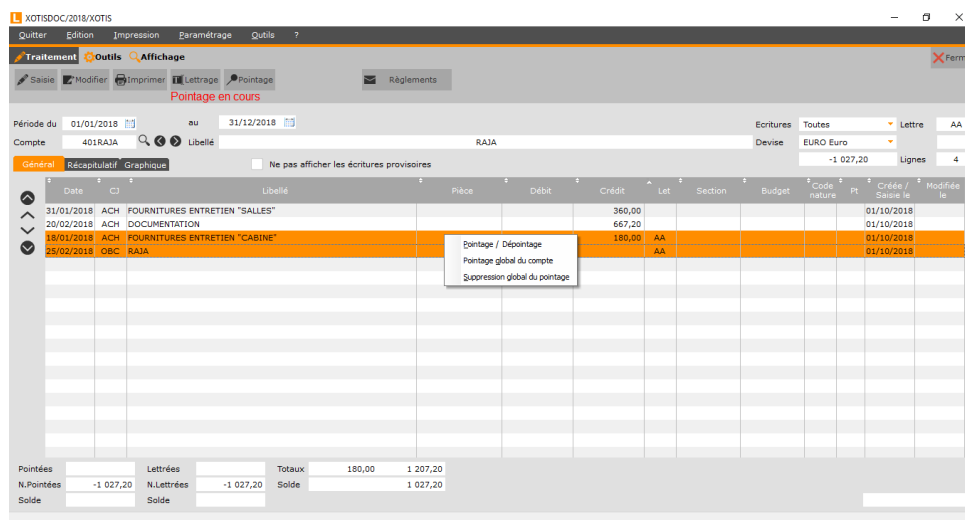 L XOTISDOC/2018/XOTIS
Quitter Edition Impression Paramétrage Outils ?
Traitement Outils Affichage Ferm
Saisie Modifier Imprimer Lettrage Pointage Règlements
Pointage en cours
Période du 01/01/2018 au 31/12/2018 Ecritures Toutes Lettre AA
Compte 401RAJA Libellé RAJA Devise EURO Euro
Général Récapitulatif Graphique Ne pas afficher les écritures provisoires -1 027,20 Lignes 4
Date CJ Libellé Pièce Débit Crédit Let Section Budget Code nature Pt Créée / Saisie le Modifiée le
31/01/2018 ACH FOURNITURES ENTRETIEN "SALLES" 360,00 01/10/2018
20/02/2018 ACH DOCUMENTATION 667,20 01/10/2018
18/01/2018 ACH FOURNITURES ENTRETIEN "CABINE" 180,00 AA 01/10/2018
25/02/2018 OBC RAJA AA 01/10/2018
Pointage / Dépointage
Pointage global du compte
Suppression global du pointage
Pointées Lettrées Totaux 180,00 1 207,20
N.Pointées -1 027,20 N.Lettrées -1 027,20 Solde 1 027,20
Solde Solde